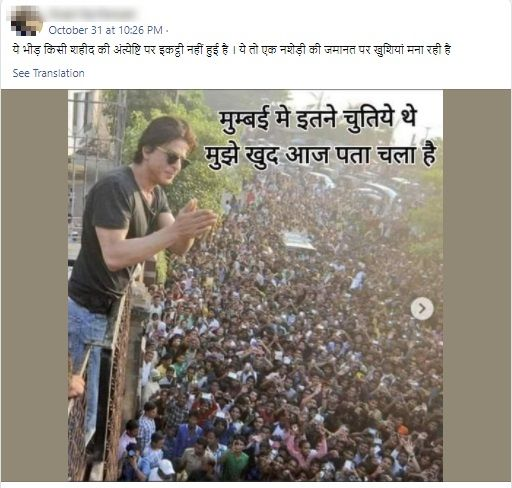 October 31 at 10:26 PM ·
ये भीड़ किसी शहीद की अंत्येष्टि पर इकट्ठी नहीं हुई है । ये तो एक नशेड़ी की जमानत पर खुशियां मना रही है
See Translation
मुम्बई मे इतने चुतिये थे
मुझे खुद आज पता चला है